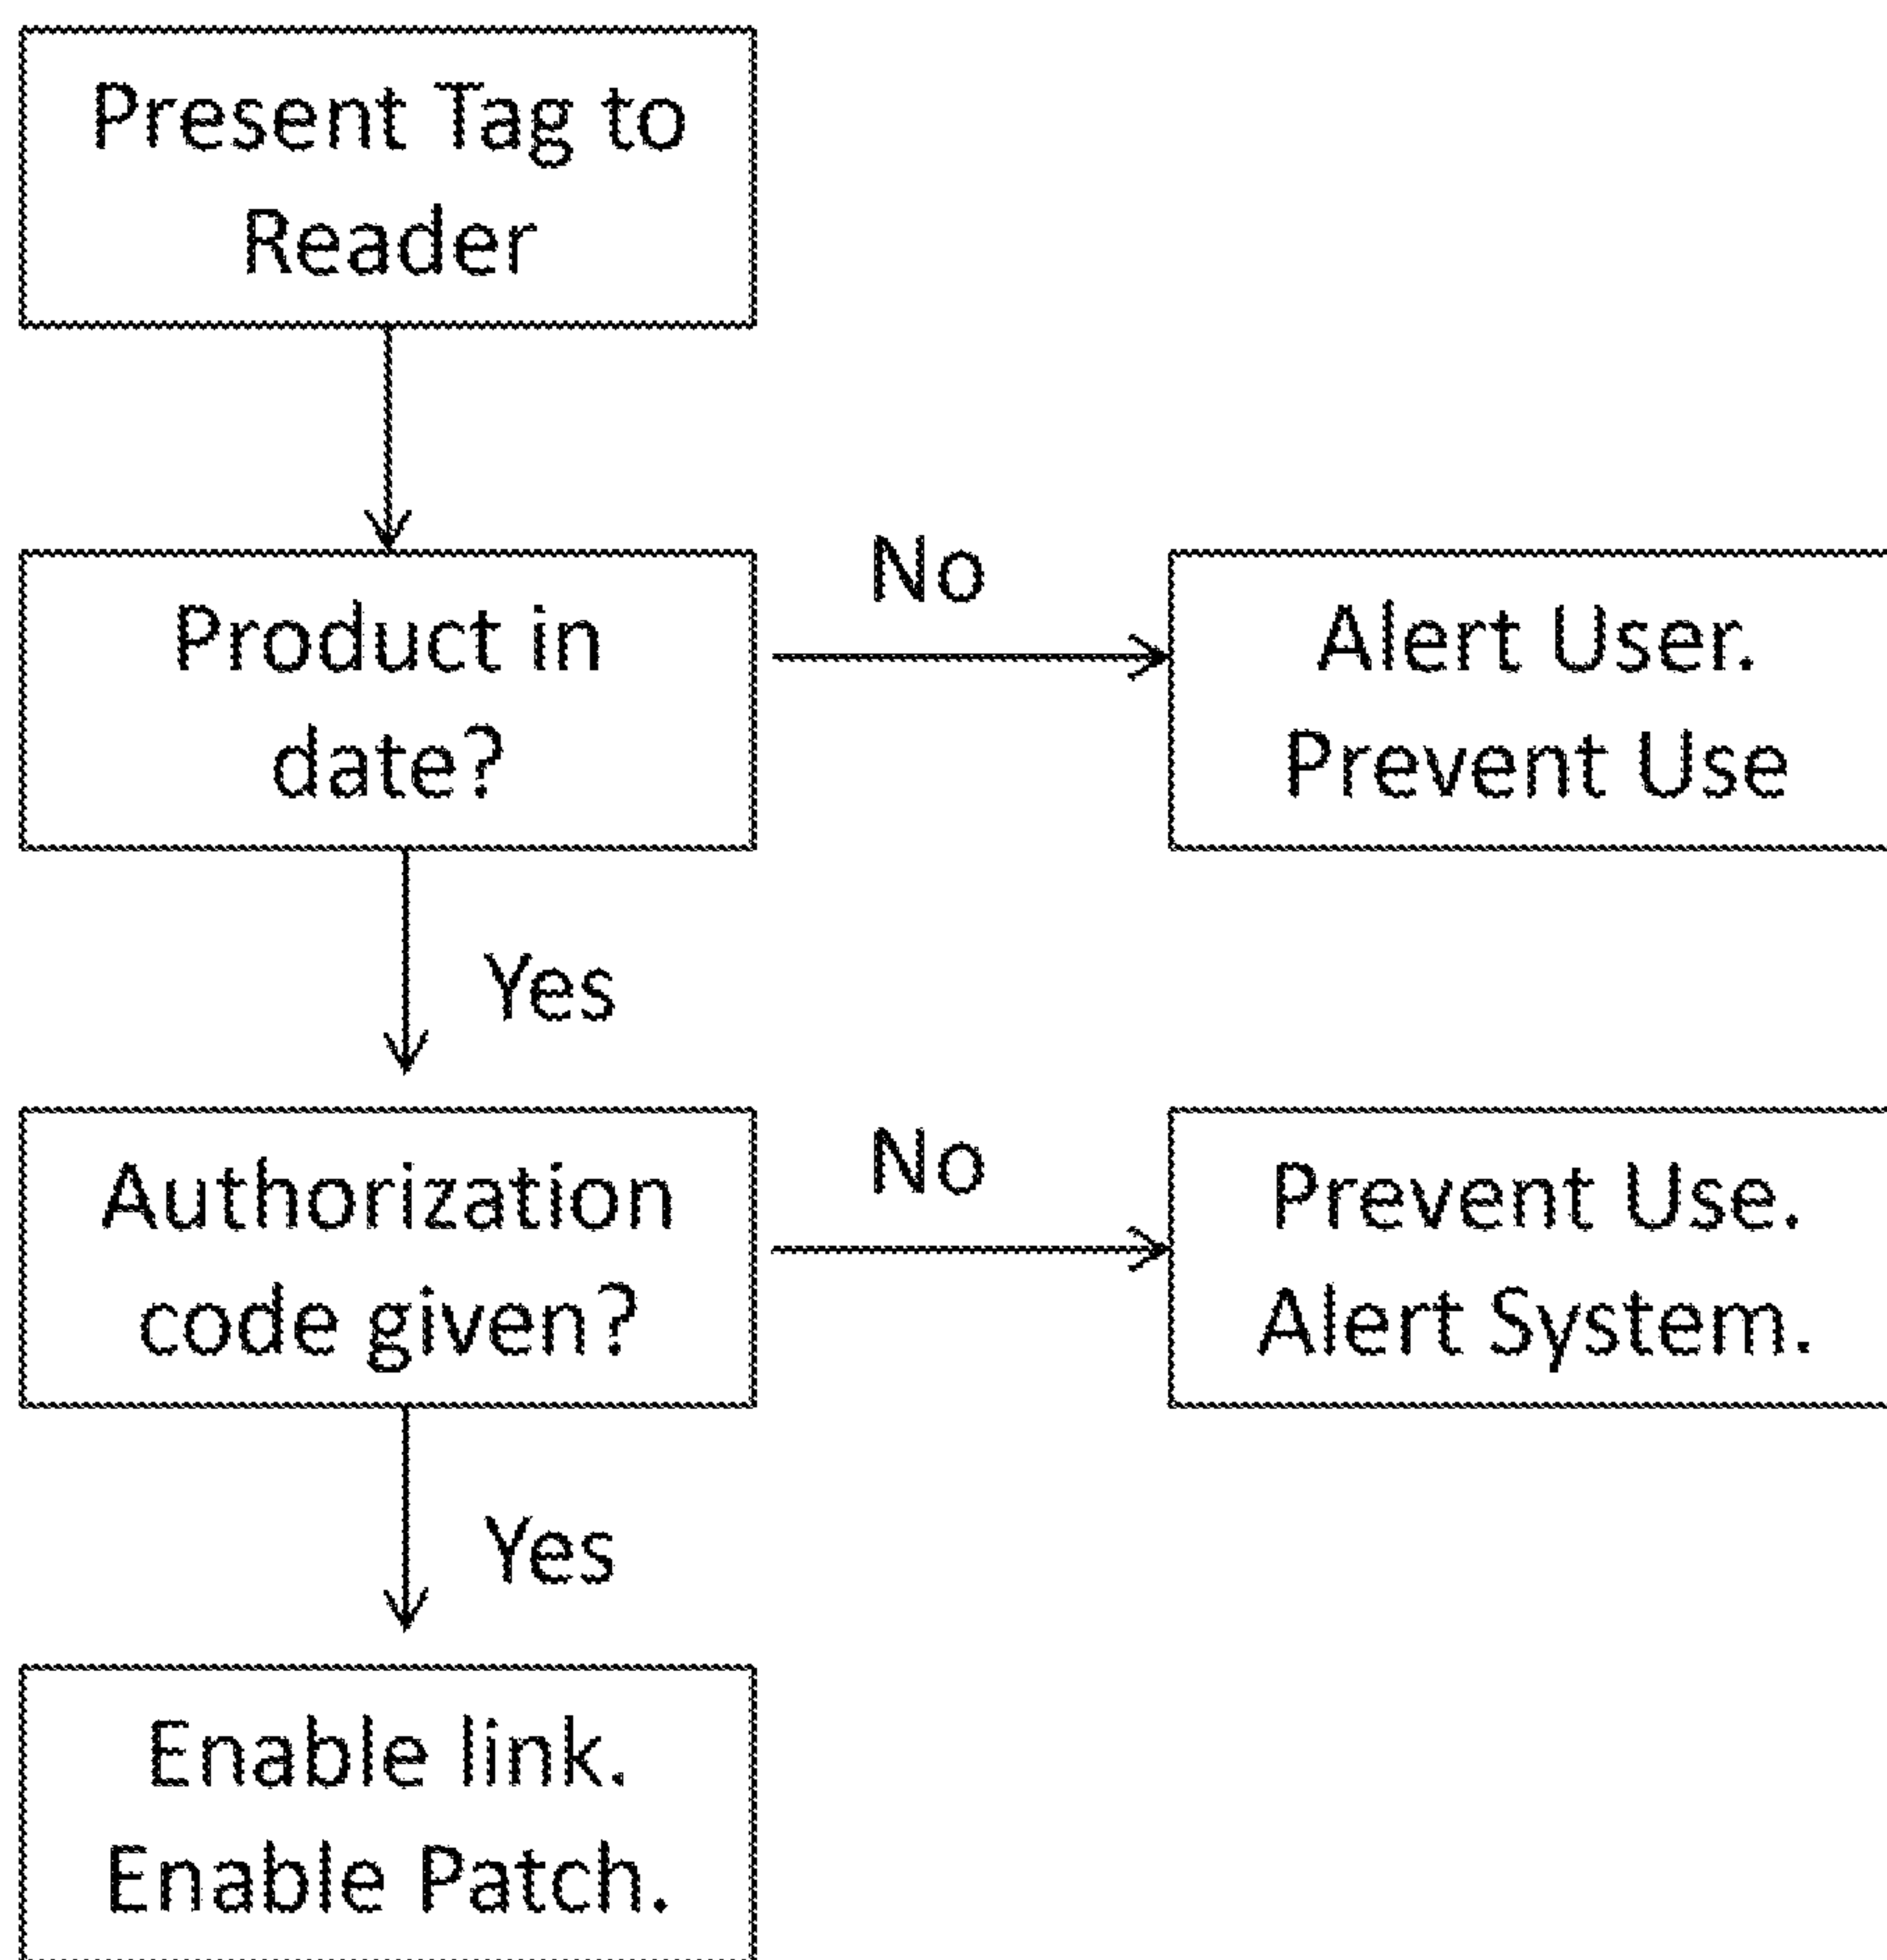 Present Tag to
Reader
Product in
date?
No
Alert User.
Prevent Use
Yes
Authorization
code given?
No
Prevent Use.
Alert System.
Yes
Enable link.
Enable Patch.